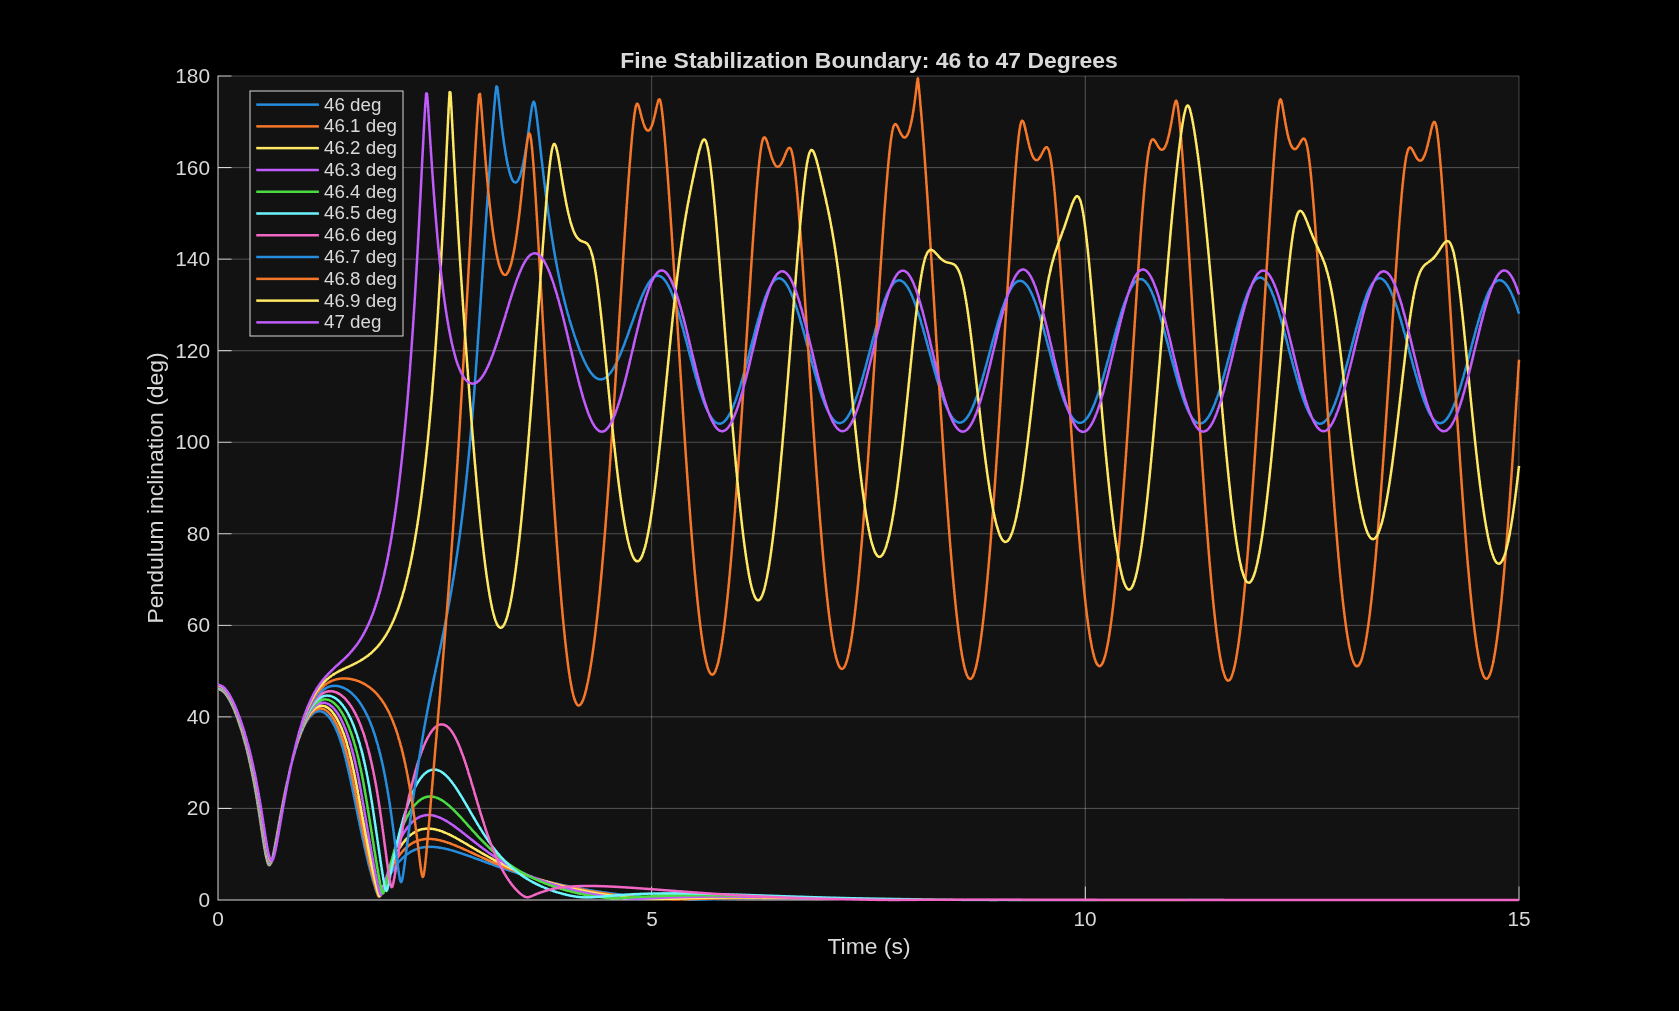 Fine Stabilization Boundary: 46 to 47 Degrees
180
160
140
120
100
80
60
40
20
0
Pendulum inclination (deg)
46 deg
46.1 deg
46.2 deg
46.3 deg
46.4 deg
46.5 deg
46.6 deg
46.7 deg
46.8 deg
46.9 deg
47 deg
0 5 10 15
Time (s)